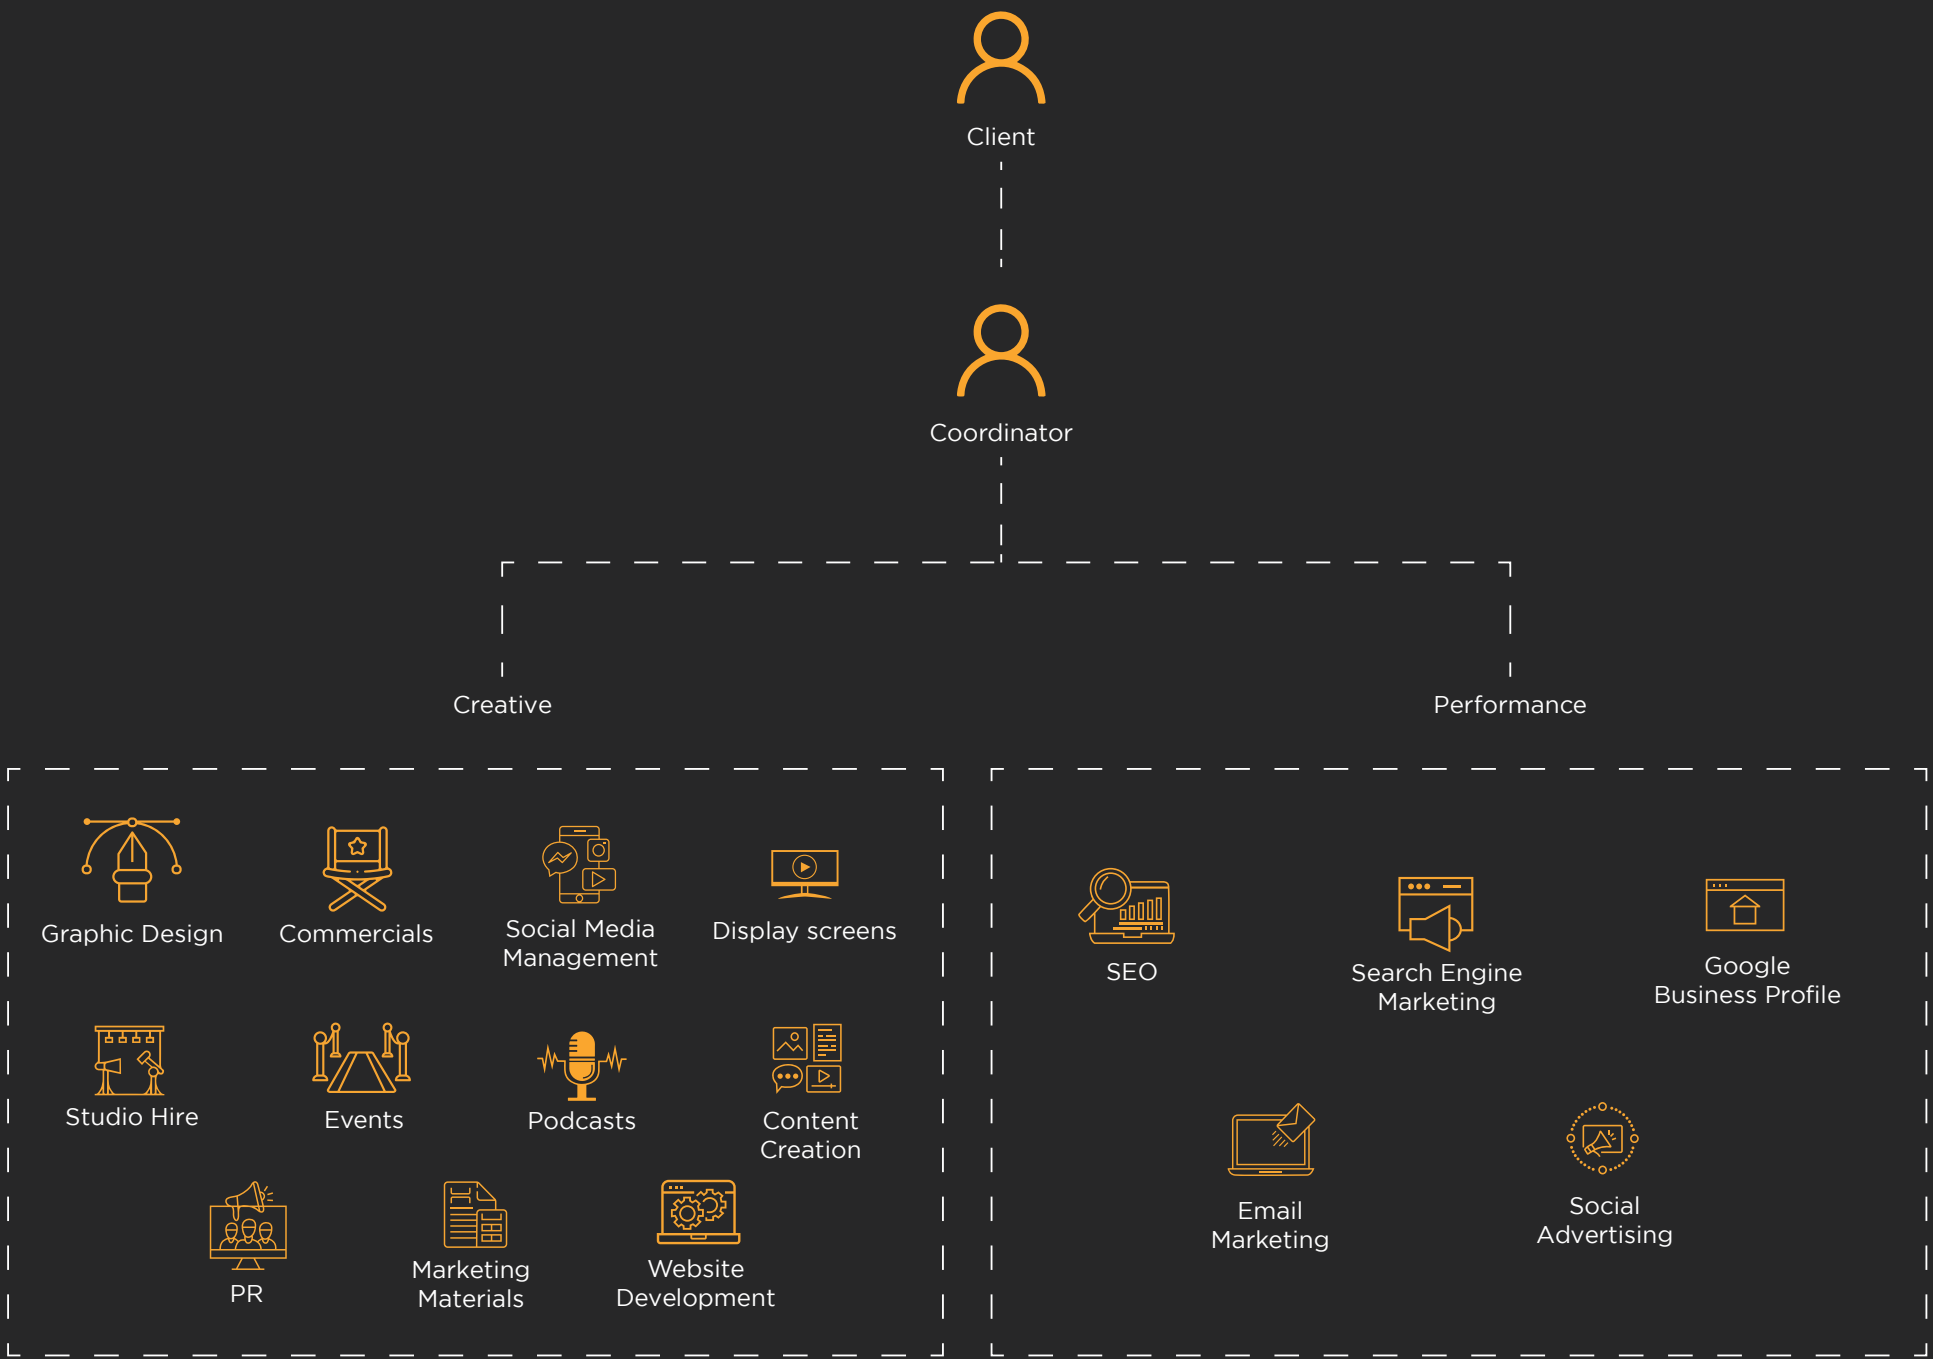 Client
Coordinator
Creative
Performance
Graphic Design
Commercials
Social Media
Management
Display screens
Studio Hire
Events
Podcasts
Content
Creation
PR
Marketing
Materials
Website
Development
SEO
Search Engine
Marketing
Google
Business Profile
Email
Marketing
Social
Advertising